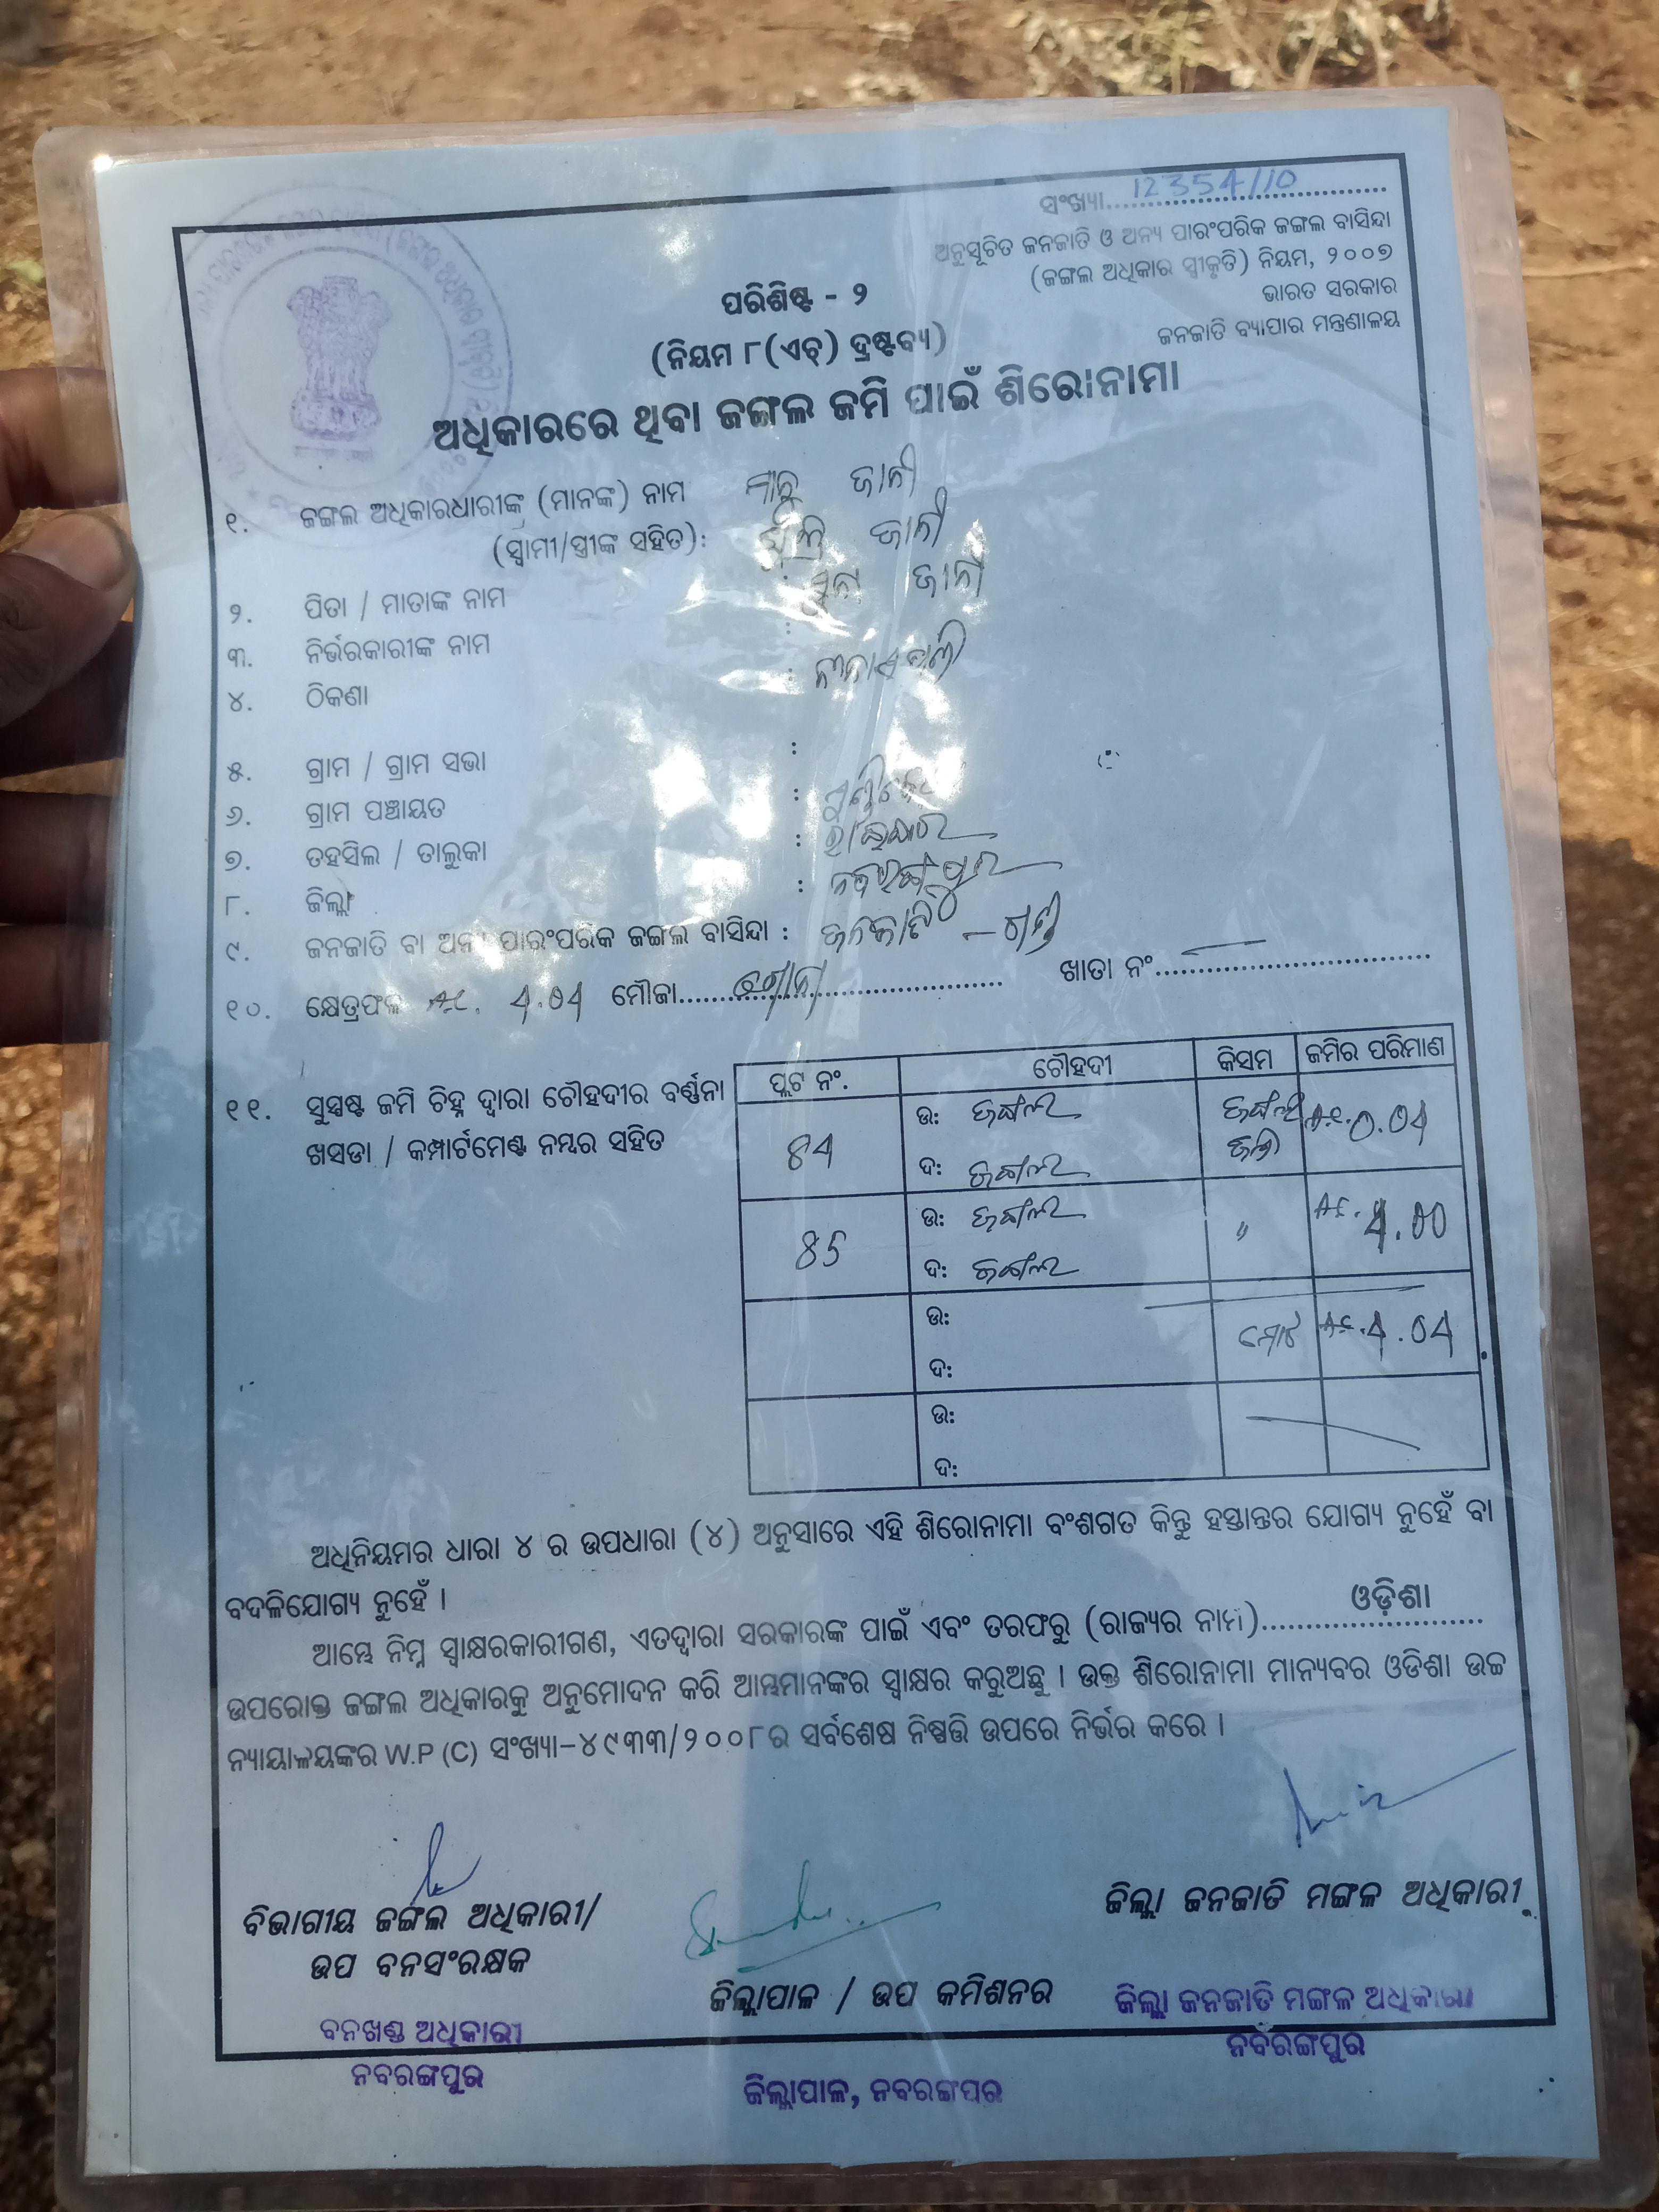 ସଂଖ୍ୟା 12354/10
ଅନୁସୂଚିତ ଜନଜାତି ଓ ଅନ୍ୟ ପାରଂପରିକ ଜଙ୍ଗଲ ବାସିନ୍ଦା
(ଜଙ୍ଗଲ ଅଧିକାର ସ୍ୱୀକୃତି) ନିୟମ, ୨୦୦୭
ଭାରତ ସରକାର
ଜନଜାତି ବ୍ୟାପାର ମନ୍ତ୍ରଣାଳୟ
ପରିଶିଷ୍ଟ - ୨
(ନିୟମ ୮(ଏଚ୍) ଦ୍ରଷ୍ଟବ୍ୟ)
ଅଧିକାରରେ ଥିବା ଜଙ୍ଗଲ ଜମି ପାଇଁ ଶିରୋନାମା
୧. ଜଙ୍ଗଲ ଅଧିକାରଧାରୀଙ୍କ (ମାନଙ୍କ) ନାମ ଜାନୀ
(ସ୍ୱାମୀ/ସ୍ତ୍ରୀଙ୍କ ସହିତ): ଜାନୀ
୨. ପିତା / ମାତାଙ୍କ ନାମ : ଜାନୀ
୩. ନିର୍ଭରକାରୀଙ୍କ ନାମ :
୪. ଠିକଣା :
୫. ଗ୍ରାମ / ଗ୍ରାମ ସଭା :
୬. ଗ୍ରାମ ପଞ୍ଚାୟତ :
୭. ତହସିଲ / ତାଲୁକା : ରାଇଘର
୮. ଜିଲ୍ଲା : ନବରଙ୍ଗପୁର
୯. ଜନଜାତି ବା ଅନ୍ୟ ପାରଂପରିକ ଜଙ୍ଗଲ ବାସିନ୍ଦା : ଜନଜାତି –
୧୦. କ୍ଷେତ୍ରଫଳ Ac. 4.04 ମୌଜା ଖାତା ନଂ
୧୧. ସୁସ୍ପଷ୍ଟ ଜମି ଚିହ୍ନ ଦ୍ୱାରା ଚୌହଦୀର ବର୍ଣ୍ଣନା
ଖସଡା / କମ୍ପାର୍ଟମେଣ୍ଟ ନମ୍ବର ସହିତ
ପ୍ଲଟ ନଂ. ଚୌହଦୀ କିସମ ଜମିର ପରିମାଣ
84 ଉ: ଜଙ୍ଗଲ ଜଙ୍ଗଲ Ac. 0.04
ଦ: ଜଙ୍ଗଲ ଜମି
85 ଉ: ଜଙ୍ଗଲ " Ac. 4.00
ଦ: ଜଙ୍ଗଲ
ଉ: ମୋଟ Ac. 4.04
ଦ:
ଉ:
ଦ:
ଅଧିନିୟମର ଧାରା ୪ ର ଉପଧାରା (୪) ଅନୁସାରେ ଏହି ଶିରୋନାମା ବଂଶଗତ କିନ୍ତୁ ହସ୍ତାନ୍ତର ଯୋଗ୍ୟ ନୁହେଁ ବା
ବଦଳିଯୋଗ୍ୟ ନୁହେଁ ।
ଆମ୍ଭେ ନିମ୍ନ ସ୍ୱାକ୍ଷରକାରୀଗଣ, ଏତଦ୍ୱାରା ସରକାରଙ୍କ ପାଇଁ ଏବଂ ତରଫରୁ (ରାଜ୍ୟର ନାମ) ଓଡ଼ିଶା
ଉପରୋକ୍ତ ଜଙ୍ଗଲ ଅଧିକାରକୁ ଅନୁମୋଦନ କରି ଆମ୍ଭମାନଙ୍କର ସ୍ୱାକ୍ଷର କରୁଅଛୁ । ଉକ୍ତ ଶିରୋନାମା ମାନ୍ୟବର ଓଡିଶା ଉଚ୍ଚ
ନ୍ୟାୟାଳୟଙ୍କର W.P (C) ସଂଖ୍ୟା-୪୯୩୩/୨୦୦୮ର ସର୍ବଶେଷ ନିଷ୍ପତ୍ତି ଉପରେ ନିର୍ଭର କରେ ।
ବିଭାଗୀୟ ଜଙ୍ଗଲ ଅଧିକାରୀ/
ଉପ ବନସଂରକ୍ଷକ
ବନଖଣ୍ଡ ଅଧିକାରୀ
ନବରଙ୍ଗପୁର
ଜିଲ୍ଲାପାଳ / ଉପ କମିଶନର
ଜିଲ୍ଲାପାଳ, ନବରଙ୍ଗପୁର
ଜିଲ୍ଲା ଜନଜାତି ମଙ୍ଗଳ ଅଧିକାରୀ
ଜିଲ୍ଲା ଜନଜାତି ମଙ୍ଗଳ ଅଧିକାରୀ
ନବରଙ୍ଗପୁର